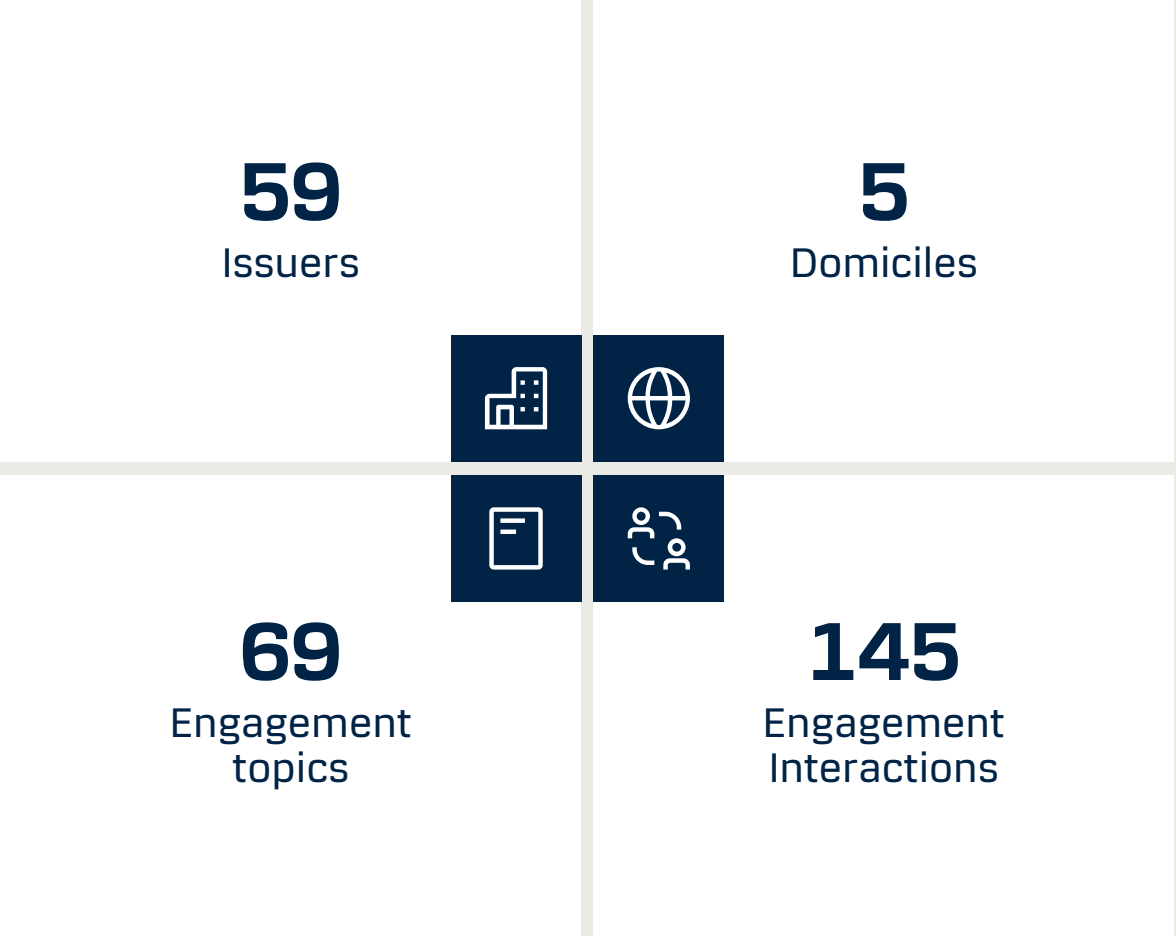 59
Issuers
5
Domiciles
69
Engagement
topics
145
Engagement
Interactions